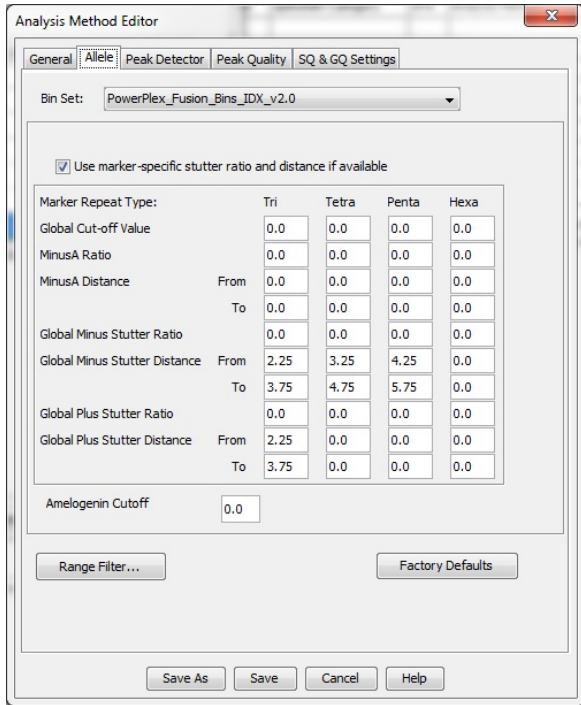 Analysis Method Editor
General Allele Peak Detector Peak Quality SQ & GQ Settings
Bin Set: PowerPlex_Fusion_Bins_IDX_v2.0
Use marker-specific stutter ratio and distance if available
Marker Repeat Type: Tri Tetra Penta Hexa
Global Cut-off Value 0.0 0.0 0.0 0.0
MinusA Ratio 0.0 0.0 0.0 0.0
MinusA Distance From 0.0 0.0 0.0 0.0
To 0.0 0.0 0.0 0.0
Global Minus Stutter Ratio 0.0 0.0 0.0 0.0
Global Minus Stutter Distance From 2.25 3.25 4.25 0.0
To 3.75 4.75 5.75 0.0
Global Plus Stutter Ratio 0.0 0.0 0.0 0.0
Global Plus Stutter Distance From 2.25 0.0 0.0 0.0
To 3.75 0.0 0.0 0.0
Amelogenin Cutoff 0.0
Range Filter... Factory Defaults
Save As Save Cancel Help